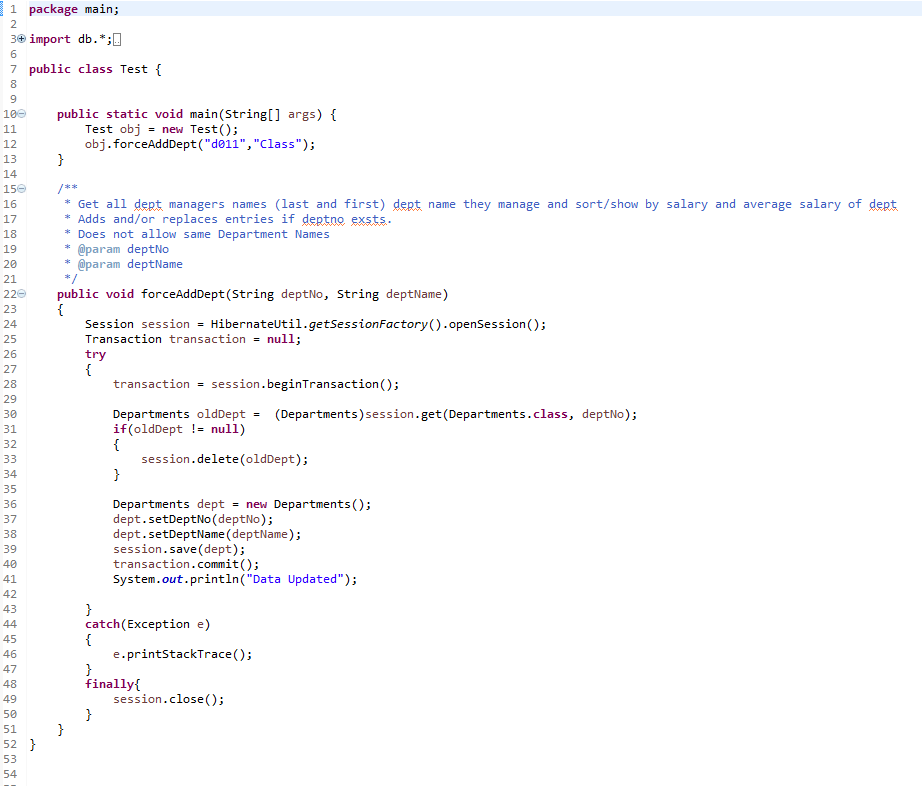 1 package main;
2
3 import db.*;
6
7 public class Test {
8
9
10 public static void main(String[] args) {
11 Test obj = new Test();
12 obj.forceAddDept("d011","Class");
13 }
14
15 /**
16 * Get all dept managers names (last and first) dept name they manage and sort/show by salary and average salary of dept
17 * Adds and/or replaces entries if deptno exsts.
18 * Does not allow same Department Names
19 * @param deptNo
20 * @param deptName
21 */
22 public void forceAddDept(String deptNo, String deptName)
23 {
24 Session session = HibernateUtil.getSessionFactory().openSession();
25 Transaction transaction = null;
26 try
27 {
28 transaction = session.beginTransaction();
29
30 Departments oldDept =  (Departments)session.get(Departments.class, deptNo);
31 if(oldDept != null)
32 {
33 session.delete(oldDept);
34 }
35
36 Departments dept = new Departments();
37 dept.setDeptNo(deptNo);
38 dept.setDeptName(deptName);
39 session.save(dept);
40 transaction.commit();
41 System.out.println("Data Updated");
42
43 }
44 catch(Exception e)
45 {
46 e.printStackTrace();
47 }
48 finally{
49 session.close();
50 }
51 }
52 }
53
54